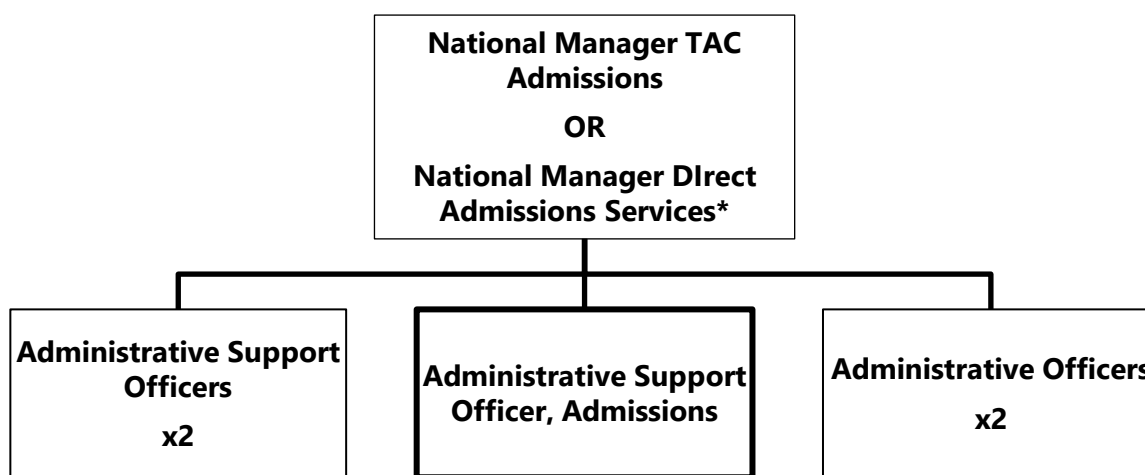 National Manager TAC
Admissions
OR
National Manager DIrect
Admissions Services*
Administrative Support
Officers
x2
Administrative Support
Officer, Admissions
Administrative Officers
x2